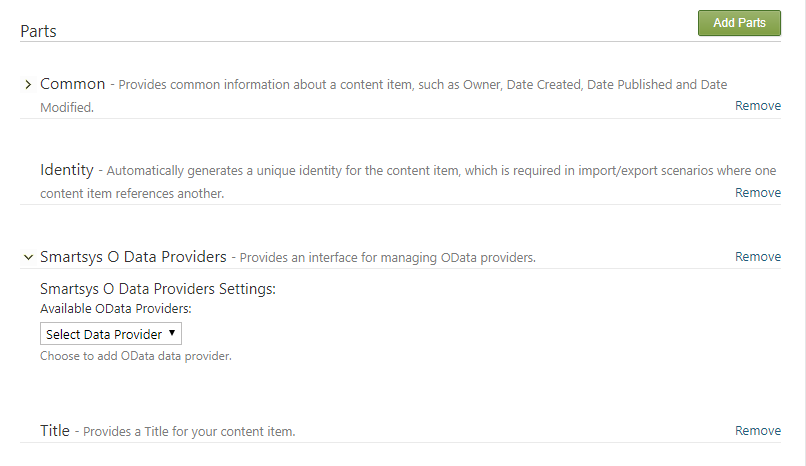 Parts
Add Parts
Common - Provides common information about a content item, such as Owner, Date Created, Date Published and Date
Modified.
Remove
Identity - Automatically generates a unique identity for the content item, which is required in import/export scenarios where one
content item references another.
Remove
Smartsys O Data Providers - Provides an interface for managing OData providers.
Remove
Smartsys O Data Providers Settings:
Available OData Providers:
Select Data Provider
Choose to add OData data provider.
Title - Provides a Title for your content item.
Remove